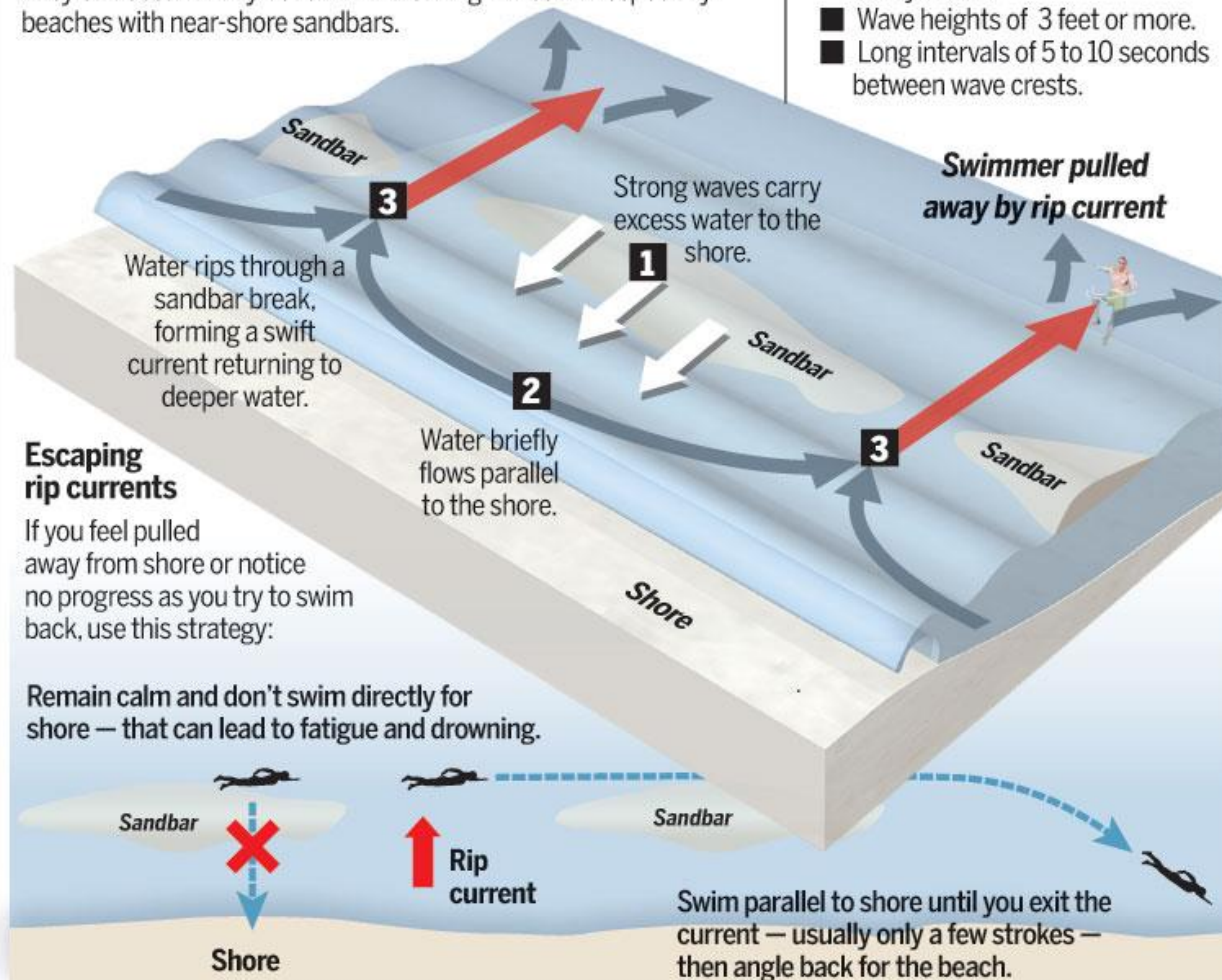 beaches with near-shore sandbars.
■ Wave heights of 3 feet or more.
■ Long intervals of 5 to 10 seconds
between wave crests.
Sandbar
3
Strong waves carry
excess water to the
shore.
1
Swimmer pulled
away by rip current
Water rips through a
sandbar break,
forming a swift
current returning to
deeper water.
Sandbar
2
Water briefly
flows parallel
to the shore.
3
Sandbar
Shore
Escaping
rip currents
If you feel pulled
away from shore or notice
no progress as you try to swim
back, use this strategy:
Remain calm and don't swim directly for
shore — that can lead to fatigue and drowning.
Sandbar
Rip
current
Sandbar
Shore
Swim parallel to shore until you exit the
current — usually only a few strokes —
then angle back for the beach.